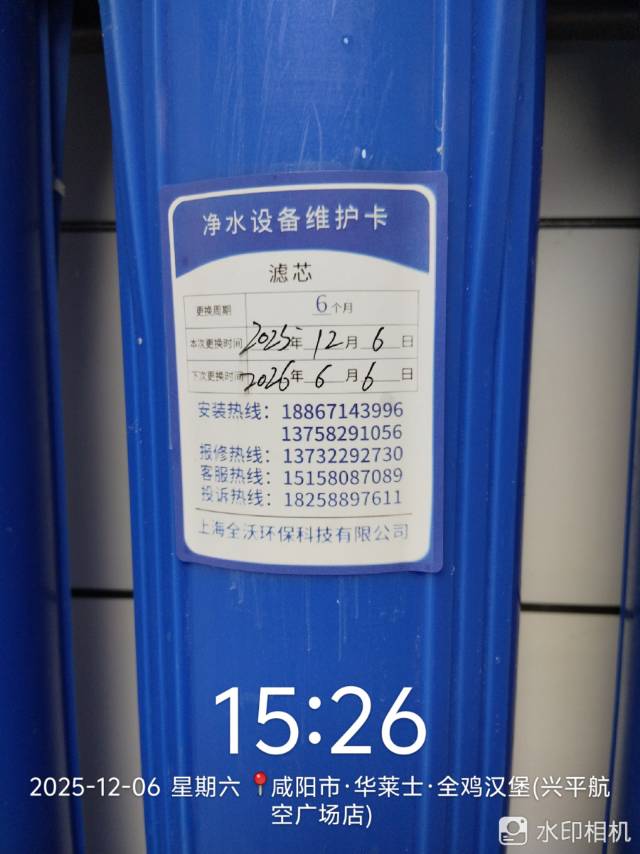 净水设备维护卡
滤芯
更换周期 6个月
本次更换时间 2025年 12月 6日
下次更换时间 2026年 6月 6日
安装热线：18867143996
13758291056
报修热线：13732292730
客服热线：15158087089
投诉热线：18258897611
上海全沃环保科技有限公司
15:26
2025-12-06 星期六 咸阳市·华莱士·全鸡汉堡(兴平航
空广场店)
水印相机